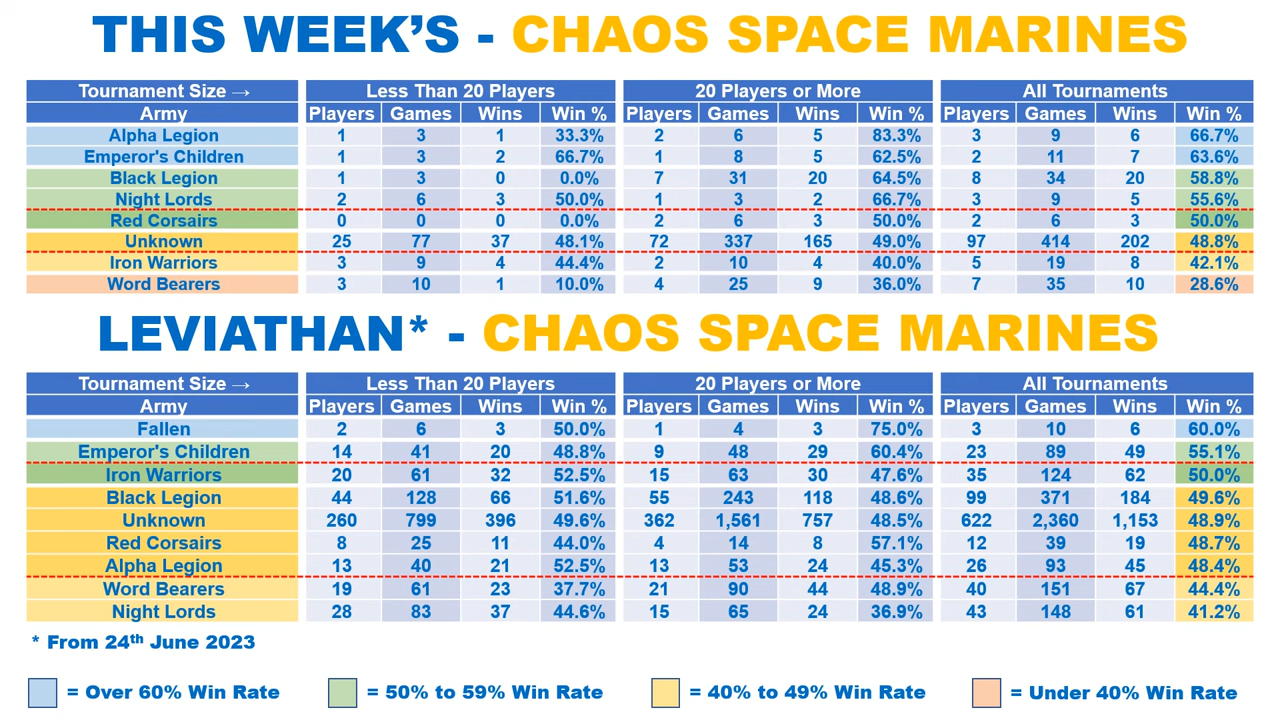 THIS WEEK'S - CHAOS SPACE MARINES
Tournament Size → Less Than 20 Players 20 Players or More All Tournaments
Army Players Games Wins Win % Players Games Wins Win % Players Games Wins Win %
Alpha Legion 1 3 1 33.3% 2 6 5 83.3% 3 9 6 66.7%
Emperor's Children 1 3 2 66.7% 1 8 5 62.5% 2 11 7 63.6%
Black Legion 1 3 0 0.0% 7 31 20 64.5% 8 34 20 58.8%
Night Lords 2 6 3 50.0% 1 3 2 66.7% 3 9 5 55.6%
Red Corsairs 0 0 0 0.0% 2 6 3 50.0% 2 6 3 50.0%
Unknown 25 77 37 48.1% 72 337 165 49.0% 97 414 202 48.8%
Iron Warriors 3 9 4 44.4% 2 10 4 40.0% 5 19 8 42.1%
Word Bearers 3 10 1 10.0% 4 25 9 36.0% 7 35 10 28.6%
LEVIATHAN* - CHAOS SPACE MARINES
Tournament Size → Less Than 20 Players 20 Players or More All Tournaments
Army Players Games Wins Win % Players Games Wins Win % Players Games Wins Win %
Fallen 2 6 3 50.0% 1 4 3 75.0% 3 10 6 60.0%
Emperor's Children 14 41 20 48.8% 9 48 29 60.4% 23 89 49 55.1%
Iron Warriors 20 61 32 52.5% 15 63 30 47.6% 35 124 62 50.0%
Black Legion 44 128 66 51.6% 55 243 118 48.6% 99 371 184 49.6%
Unknown 260 799 396 49.6% 362 1,561 757 48.5% 622 2,360 1,153 48.9%
Red Corsairs 8 25 11 44.0% 4 14 8 57.1% 12 39 19 48.7%
Alpha Legion 13 40 21 52.5% 13 53 24 45.3% 26 93 45 48.4%
Word Bearers 19 61 23 37.7% 21 90 44 48.9% 40 151 67 44.4%
Night Lords 28 83 37 44.6% 15 65 24 36.9% 43 148 61 41.2%
* From 24th June 2023
= Over 60% Win Rate = 50% to 59% Win Rate = 40% to 49% Win Rate = Under 40% Win Rate